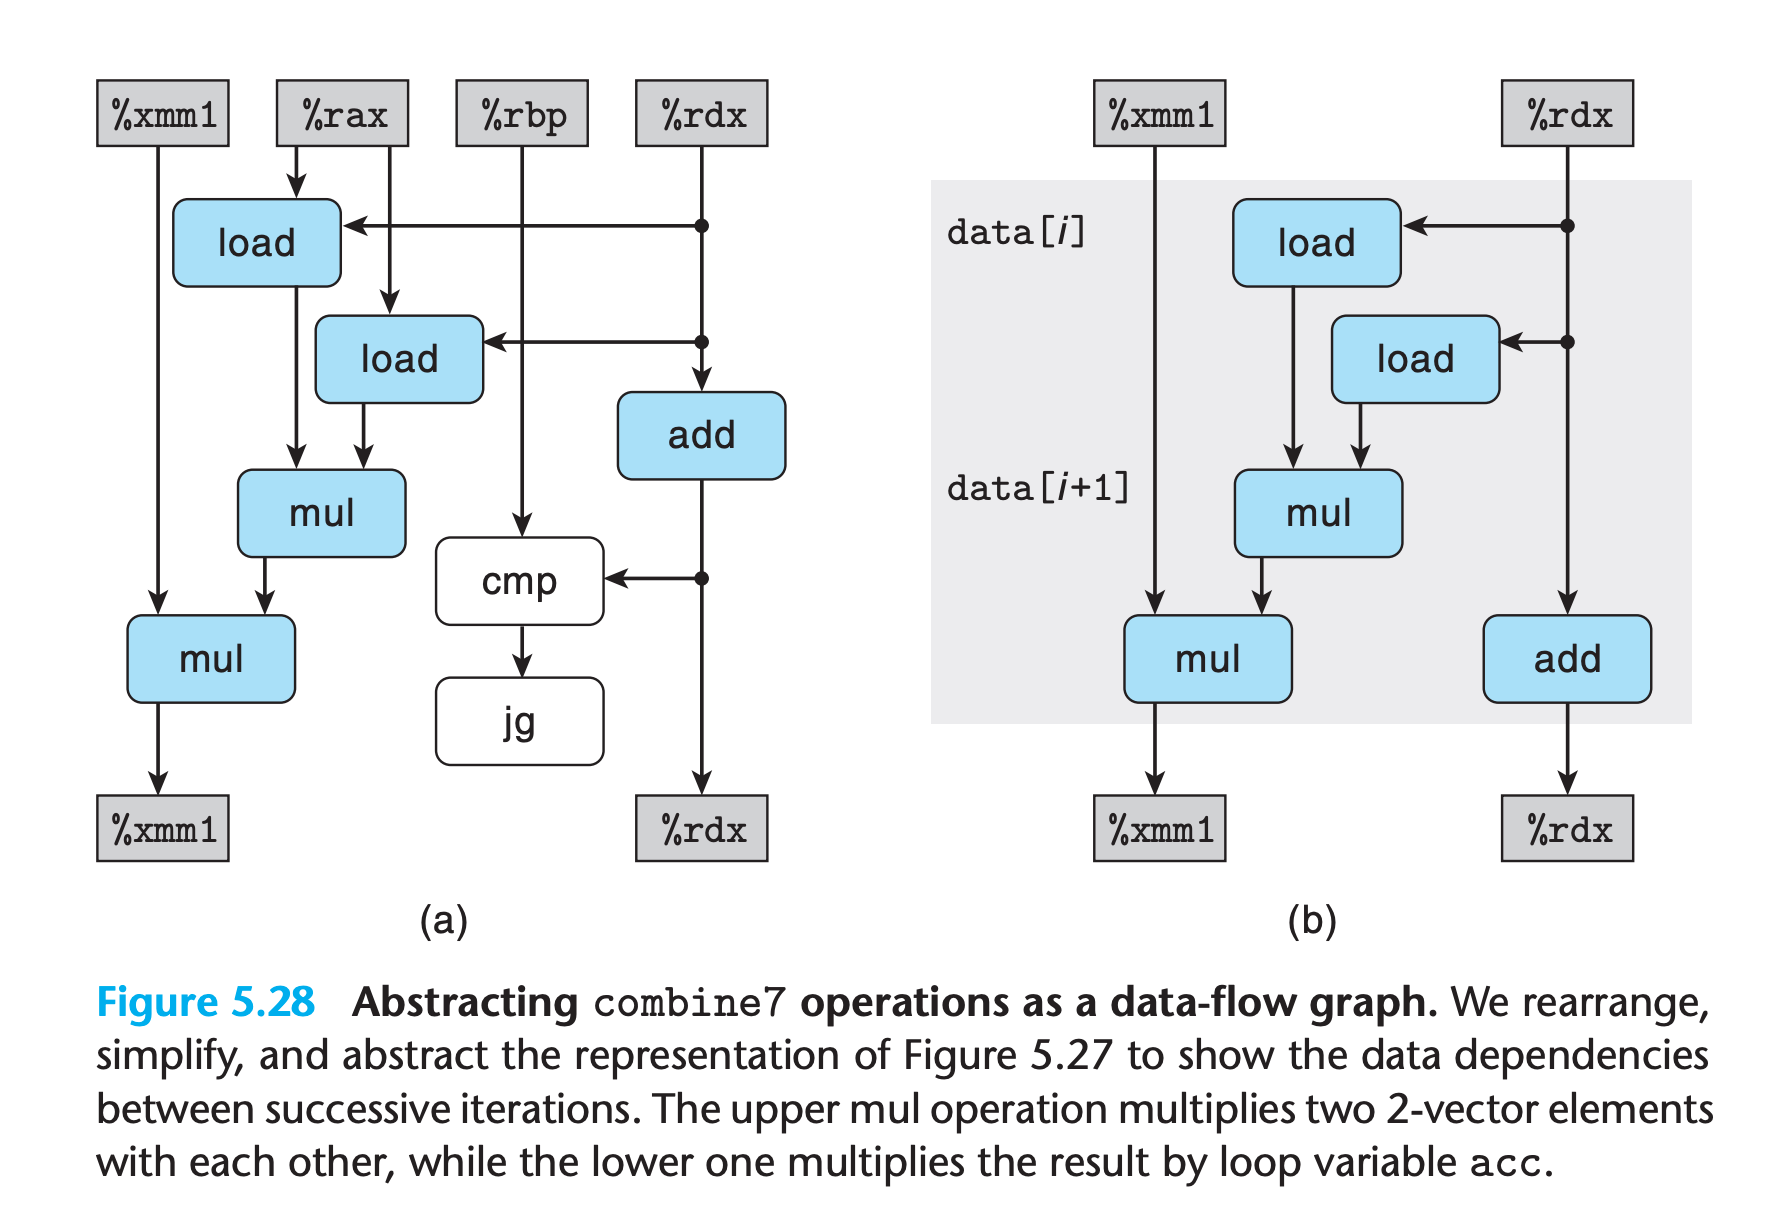 %xmm1 %rax %rbp %rdx
load
load
add
mul
cmp
mul
jg
%xmm1 %rdx
(a)
%xmm1 %rdx
data[i]
load
load
data[i+1]
mul
mul
add
%xmm1 %rdx
(b)
Figure 5.28 Abstracting combine7 operations as a data-flow graph. We rearrange,
simplify, and abstract the representation of Figure 5.27 to show the data dependencies
between successive iterations. The upper mul operation multiplies two 2-vector elements
with each other, while the lower one multiplies the result by loop variable acc.